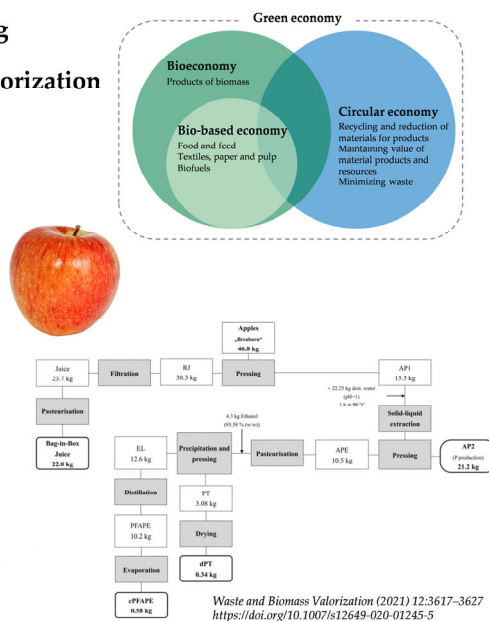 g
orization
Green economy
Bioeconomy
Products of biomass
Bio-based economy
Food and feed
Textiles, paper and pulp
Biofuels
Circular economy
Recycling and reduction of
materials for products
Maintaining value of
material products and
resources
Minimizing waste
Apples
„Breaburn“
46.8 kg
Juice
23.7 kg
Filtration
RJ
30.3 kg
Pressing
AP1
15.5 kg
+ 22.25 kg dem. water
(pH=1)
1 h at 90 °C
Pasteurisation
Solid-liquid
extraction
4.3 kg Ethanol
(93.58 % (w/w))
Bag-in-Box
Juice
22.0 kg
EL
12.6 kg
Precipitation and
pressing
Pasteurisation
APE
10.5 kg
Pressing
AP2
(P production)
21.2 kg
Distillation
PT
3.08 kg
PFAPE
10.2 kg
Drying
Evaporation
dPT
0.34 kg
cPFAPE
0.58 kg
Waste and Biomass Valorization (2021) 12:3617–3627
https://doi.org/10.1007/s12649-020-01245-5